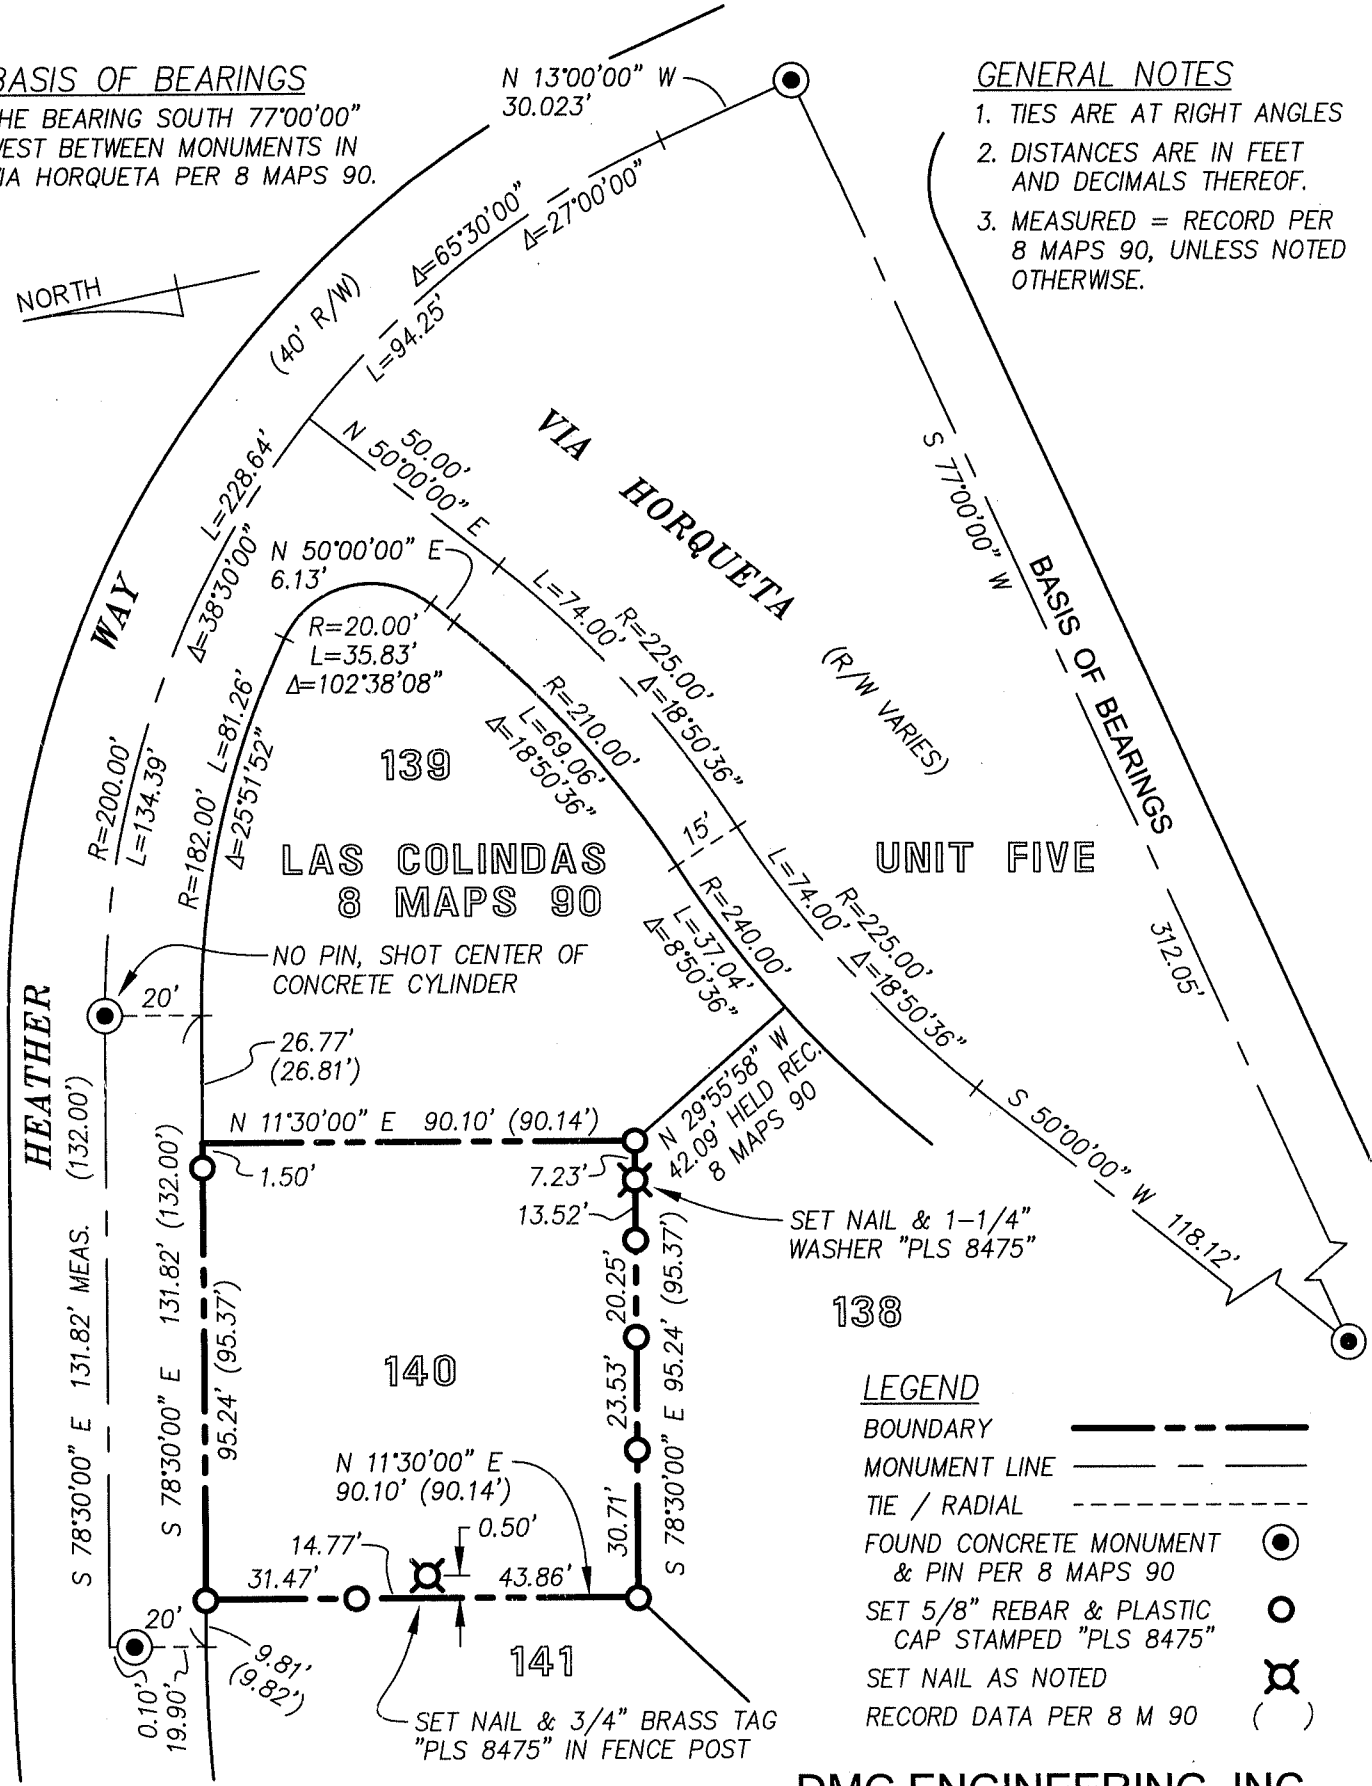 BASIS OF BEARINGS
THE BEARING SOUTH 77°00'00"
WEST BETWEEN MONUMENTS IN
VIA HORQUETA PER 8 MAPS 90.
N 13°00'00" W
30.023'
GENERAL NOTES
1. TIES ARE AT RIGHT ANGLES
2. DISTANCES ARE IN FEET
AND DECIMALS THEREOF.
3. MEASURED = RECORD PER
8 MAPS 90, UNLESS NOTED
OTHERWISE.
NORTH
(40' R/W)
Δ=65°30'00"
Δ=27°00'00"
L=94.25'
L=228.64'
Δ=38°30'00"
50.00'
N 50°00'00" E
VIA HORQUETA
(R/W VARIES)
S 77°00'00" W
BASIS OF BEARINGS
312.05'
N 50°00'00" E
6.13'
R=20.00'
L=35.83'
Δ=102°38'08"
HEATHER WAY
R=200.00'
L=134.39'
R=182.00' L=81.26'
Δ=25°51'52"
L=74.00' R=225.00' Δ=18°50'36"
R=210.00'
L=69.06'
Δ=18°50'36"
139
LAS COLINDAS
8 MAPS 90
UNIT FIVE
15'
L=74.00' R=225.00' Δ=18°50'36"
R=240.00'
L=37.04'
Δ=8°50'36"
NO PIN, SHOT CENTER OF
CONCRETE CYLINDER
20'
26.77'
(26.81')
N 11°30'00" E 90.10' (90.14')
N 29°55'58" W
42.09' HELD REC.
8 MAPS 90
S 50°00'00" W 118.12'
1.50'
7.23'
13.52'
SET NAIL & 1-1/4"
WASHER "PLS 8475"
S 78°30'00" E 131.82' MEAS. (132.00')
S 78°30'00" E 131.82' (132.00')
95.24' (95.37')
20.25'
23.53'
30.71'
S 78°30'00" E 95.24' (95.37')
138
140
N 11°30'00" E
90.10' (90.14')
0.50'
14.77'
31.47'
43.86'
20'
0.10'
19.90'
9.81'
(9.82')
141
SET NAIL & 3/4" BRASS TAG
"PLS 8475" IN FENCE POST
LEGEND
BOUNDARY
MONUMENT LINE
TIE / RADIAL
FOUND CONCRETE MONUMENT
& PIN PER 8 MAPS 90
SET 5/8" REBAR & PLASTIC
CAP STAMPED "PLS 8475"
SET NAIL AS NOTED
RECORD DATA PER 8 M 90 ( )
DMG ENGINEERING, INC.